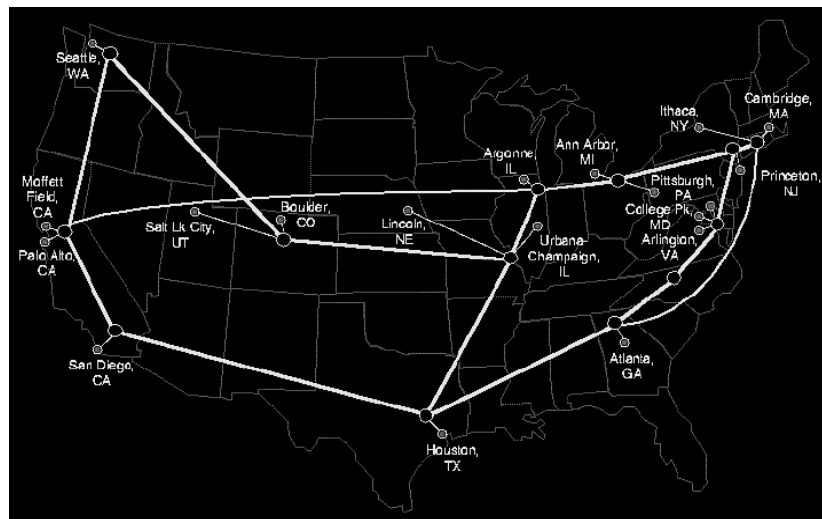 Seattle,
WA
Moffett
Field,
CA
Palo Alto,
CA
San Diego,
CA
Salt Lk City,
UT
Boulder,
CO
Lincoln,
NE
Argonne,
IL
Urbana-
Champaign,
IL
Ann Arbor,
MI
Houston,
TX
Atlanta,
GA
Ithaca,
NY
Cambridge,
MA
Princeton,
NJ
Pittsburgh,
PA
College Pk,
MD
Arlington,
VA